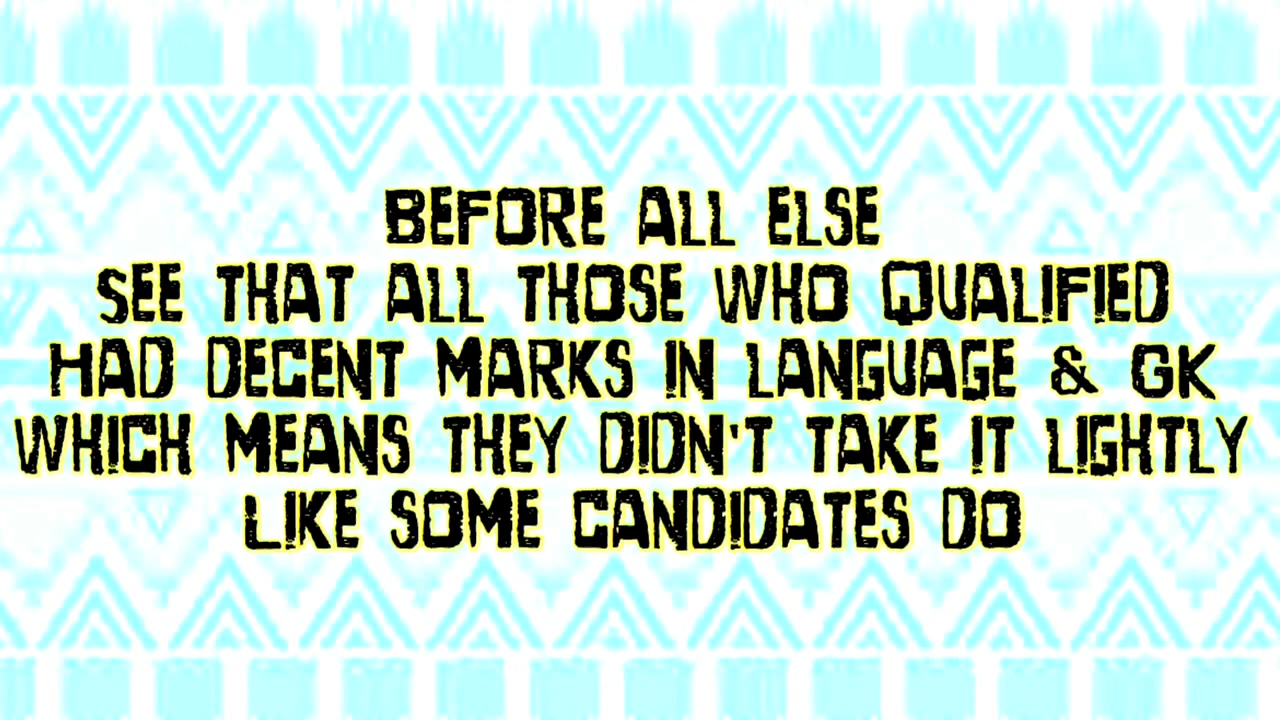 BEFORE ALL ELSE
SEE THAT ALL THOSE WHO QUALIFIED
HAD DECENT MARKS IN LANGUAGE & GK
WHICH MEANS THEY DIDN'T TAKE IT LIGHTLY
LIKE SOME CANDIDATES DO